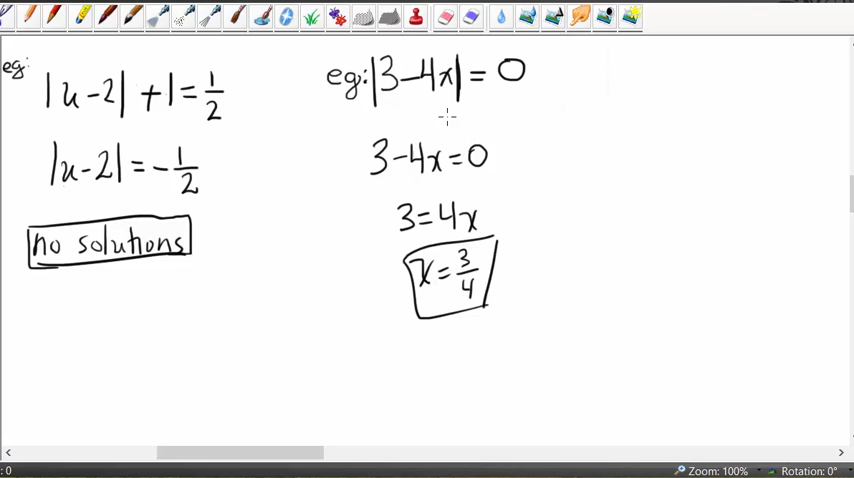 eg:
|u-2| + 1 = 1/2
|u-2| = -1/2
no solutions
eg: |3-4x| = 0
3-4x=0
3=4x
x = 3/4
: 0
Zoom: 100%
Rotation: 0°